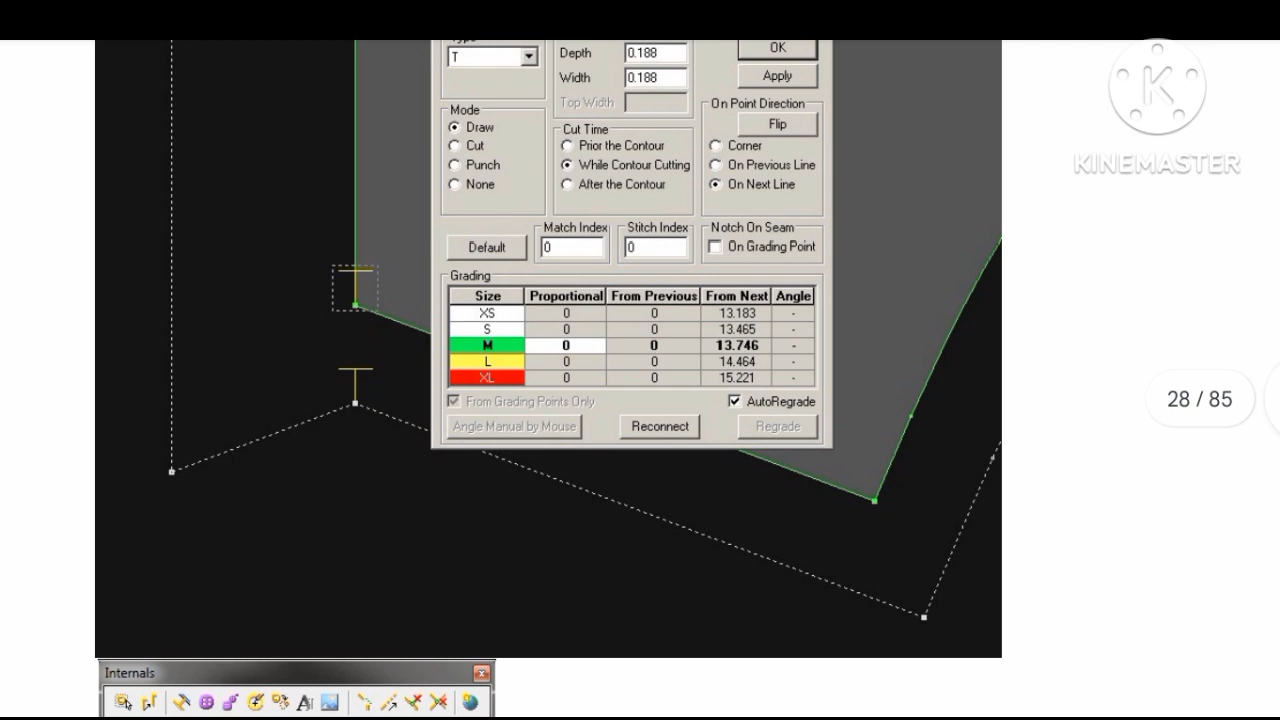 T
Depth 0.188
OK
Width 0.188
Apply
Top Width
On Point Direction
Mode
Flip
Draw
Cut Time
Cut
Prior the Contour
Corner
Punch
While Contour Cutting
On Previous Line
None
After the Contour
On Next Line
Match Index
Stitch Index
Notch On Seam
Default
0
0
On Grading Point
Grading
Size Proportional From Previous From Next Angle
XS 0 0 13.183 -
S 0 0 13.465 -
M 0 0 13.746 -
L 0 0 14.464 -
XL 0 0 15.221 -
From Grading Points Only
AutoRegrade
Angle Manual by Mouse
Reconnect
Regrade
Internals
K
KINEMASTER
28 / 85